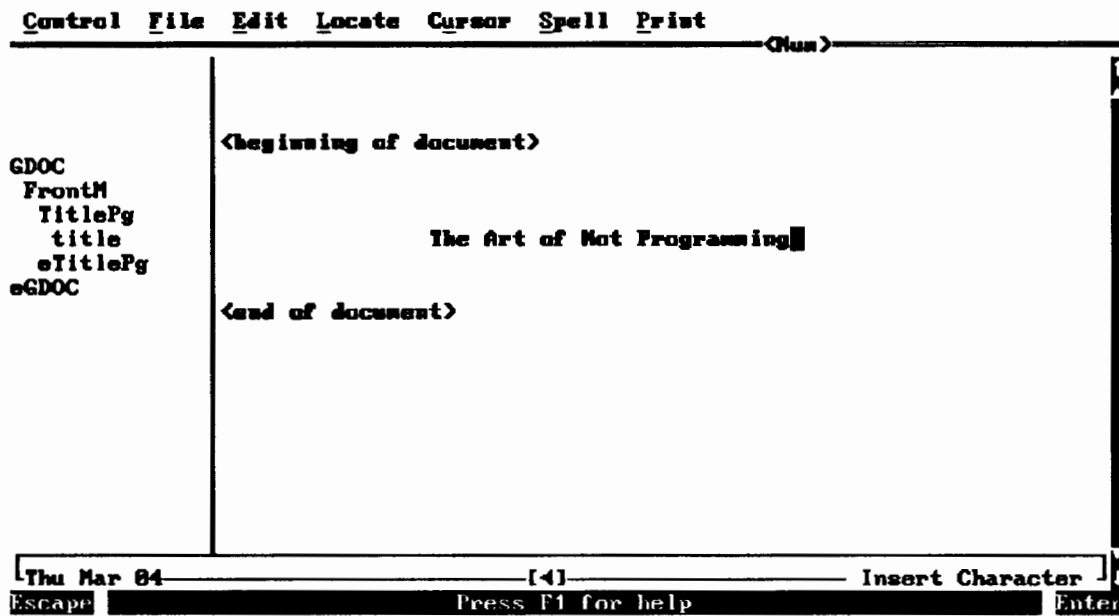 Control File Edit Locate Cursor Spell Print
<Num>
<beginning of document>
GDOC
FrontM
TitlePg
title The Art of Not Programming
eTitlePg
eGDOC
<end of document>
Thu Mar 04 [◄] Insert Character
Escape Press F1 for help Enter